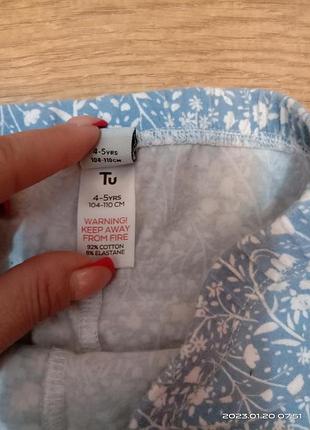 4-5YRS
104-110CM
Tu
4-5YRS
104-110 CM
WARNING!
KEEP AWAY
FROM FIRE
92% COTTON
8% ELASTANE
2023.01.20 07:51